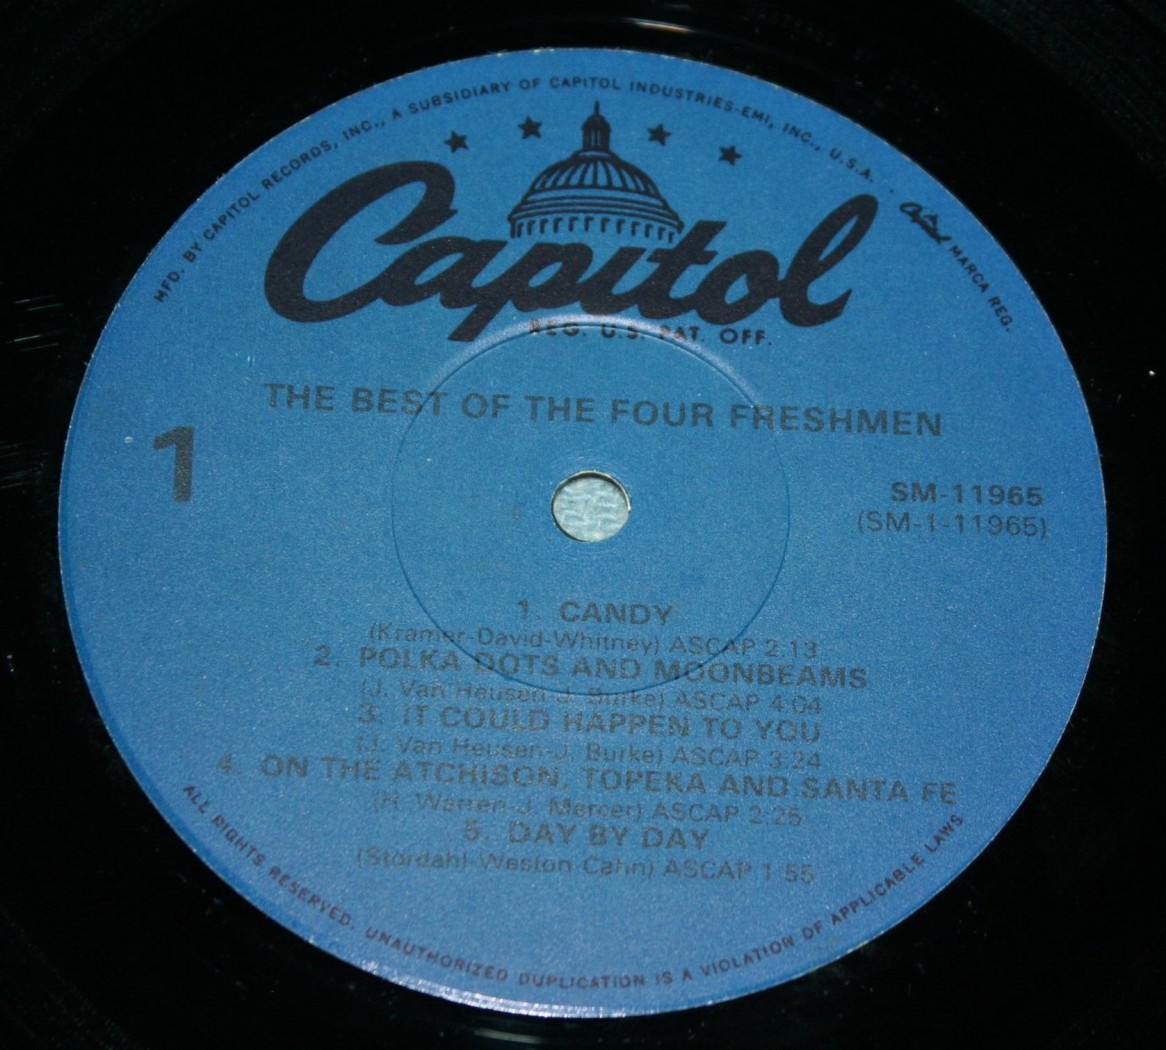 MFD. BY CAPITOL RECORDS, INC., A SUBSIDIARY OF CAPITOL INDUSTRIES-EMI, INC., U.S.A. . Capitol MARCA REG.
Capitol
REG. U.S. PAT. OFF.
THE BEST OF THE FOUR FRESHMEN
1
SM-11965
(SM-1-11965)
1. CANDY
(Kramer-David-Whitney) ASCAP 2:13
2. POLKA DOTS AND MOONBEAMS
(J. Van Heusen-J. Burke) ASCAP 4:04
3. IT COULD HAPPEN TO YOU
(J. Van Heusen-J. Burke) ASCAP 3:24
4. ON THE ATCHISON, TOPEKA AND SANTA FE
(H. Warren-J. Mercer) ASCAP 2:25
5. DAY BY DAY
(Stordahl-Weston-Cahn) ASCAP 1:55
ALL RIGHTS RESERVED. UNAUTHORIZED DUPLICATION IS A VIOLATION OF APPLICABLE LAWS